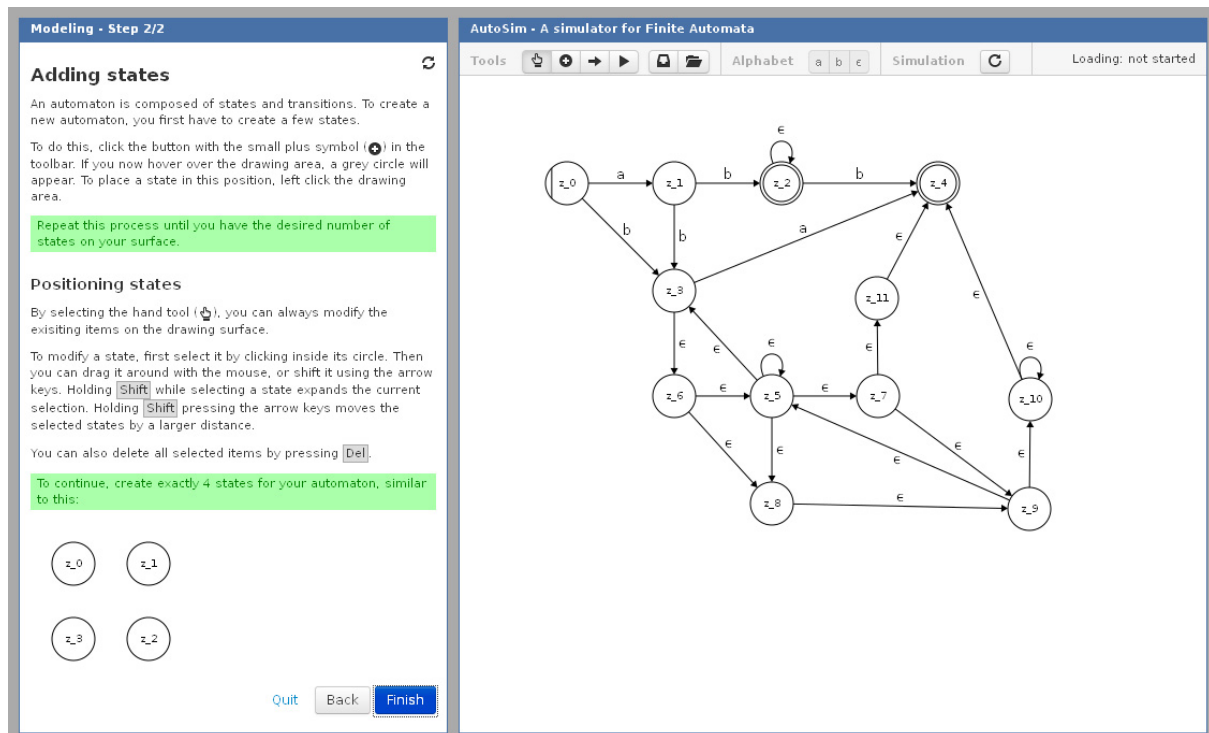 Modeling - Step 2/2
Adding states
An automaton is composed of states and transitions. To create a
new automaton, you first have to create a few states.
To do this, click the button with the small plus symbol () in the
toolbar. If you now hover over the drawing area, a grey circle will
appear. To place a state in this position, left click the drawing
area.
Repeat this process until you have the desired number of
states on your surface.
Positioning states
By selecting the hand tool (), you can always modify the
exisiting items on the drawing surface.
To modify a state, first select it by clicking inside its circle. Then
you can drag it around with the mouse, or shift it using the arrow
keys. Holding Shift while selecting a state expands the current
selection. Holding Shift pressing the arrow keys moves the
selected states by a larger distance.
You can also delete all selected items by pressing Del.
To continue, create exactly 4 states for your automaton, similar
to this:
z_0 z_1
z_3 z_2
Quit Back Finish
AutoSim - A simulator for Finite Automata
Tools Alphabet a b ε Simulation Loading: not started
ϵ
z_0 a z_1 b z_2 b z_4
b b a ϵ
z_3 z_11 ϵ
ϵ ϵ ϵ ϵ ϵ
z_6 ϵ z_5 ϵ z_7 z_10
ϵ ϵ ϵ ϵ ϵ
z_8 ϵ z_9